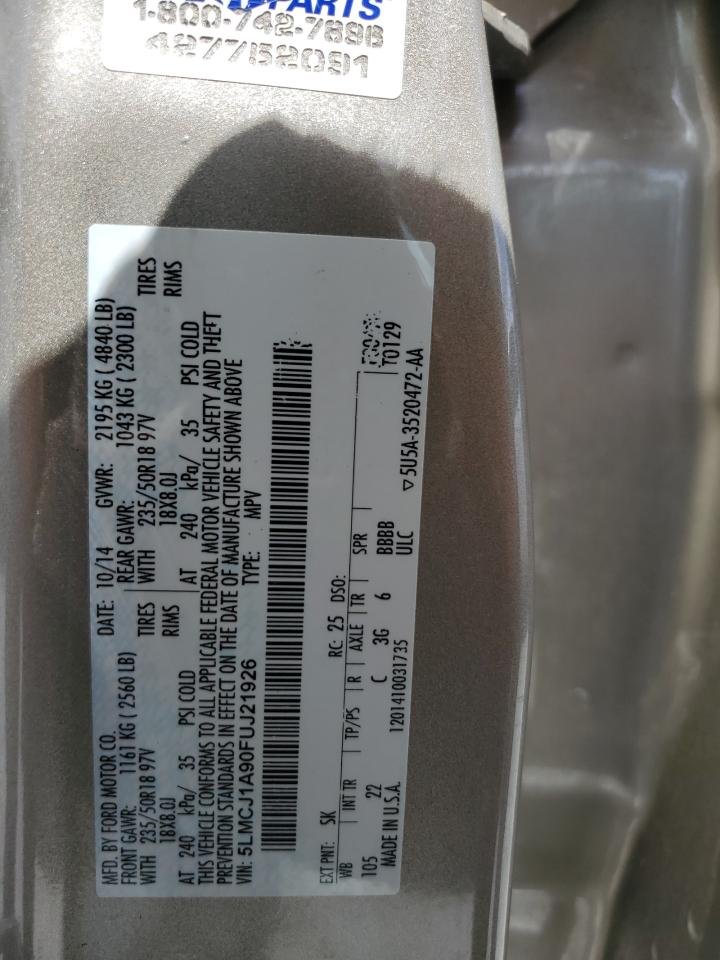 PARTS
1-800-742-7898
427752091
MFD. BY FORD MOTOR CO.
DATE: 10/14 GVWR: 2195 KG ( 4840 LB)
FRONT GAWR: 1161 KG ( 2560 LB)
REAR GAWR: 1043 KG ( 2300 LB)
WITH 235/50R18 97V TIRES
WITH 235/50R18 97V TIRES
18X8.0J RIMS
18X8.0J RIMS
AT 240 kPa/ 35 PSI COLD
AT 240 kPa/ 35 PSI COLD
THIS VEHICLE CONFORMS TO ALL APPLICABLE FEDERAL MOTOR VEHICLE SAFETY AND THEFT
PREVENTION STANDARDS IN EFFECT ON THE DATE OF MANUFACTURE SHOWN ABOVE
VIN: 5LMCJ1A90FUJ21926 TYPE: MPV
EXT PNT: SK RC: 25 DSO:
WB INT TR TP/PS R AXLE TR SPR T0129
105 22 C 3G 6 BBBB
ULC
MADE IN U.S.A. 1201410031735 ▽5U5A-3520472-AA